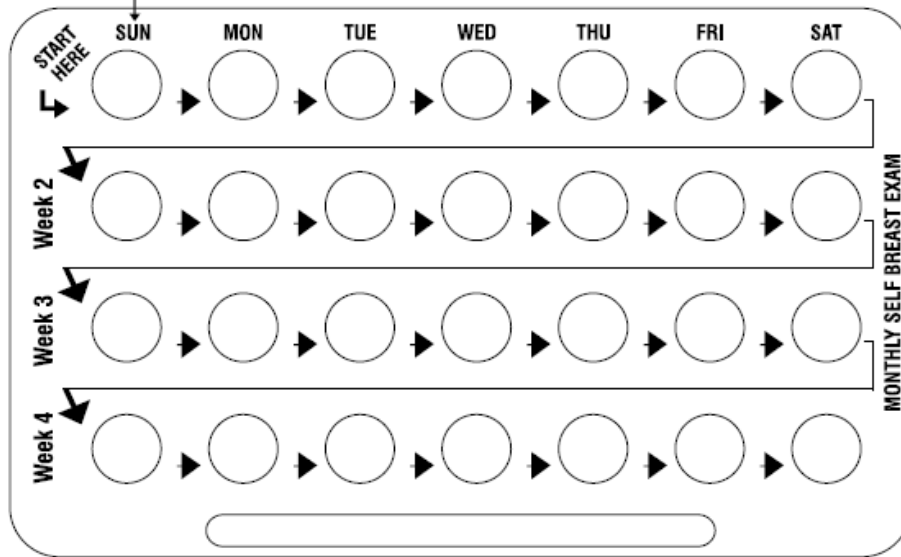 START
HERE
SUN MON TUE WED THU FRI SAT
Week 2
Week 3
Week 4
MONTHLY SELF BREAST EXAM